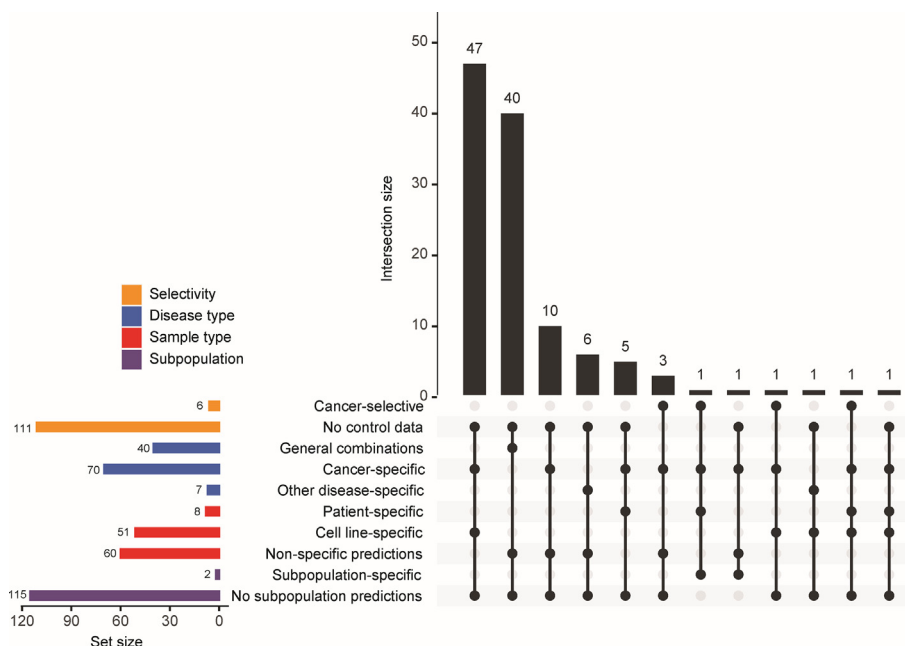 50
40
30
20
10
0
Intersection size
47
40
10
6
5
3
1
1
1
1
1
1
Selectivity
Disease type
Sample type
Subpopulation
6 Cancer-selective
111 No control data
40 General combinations
70 Cancer-specific
7 Other disease-specific
8 Patient-specific
51 Cell line-specific
60 Non-specific predictions
2 Subpopulation-specific
115 No subpopulation predictions
120 90 60 30 0
Set size